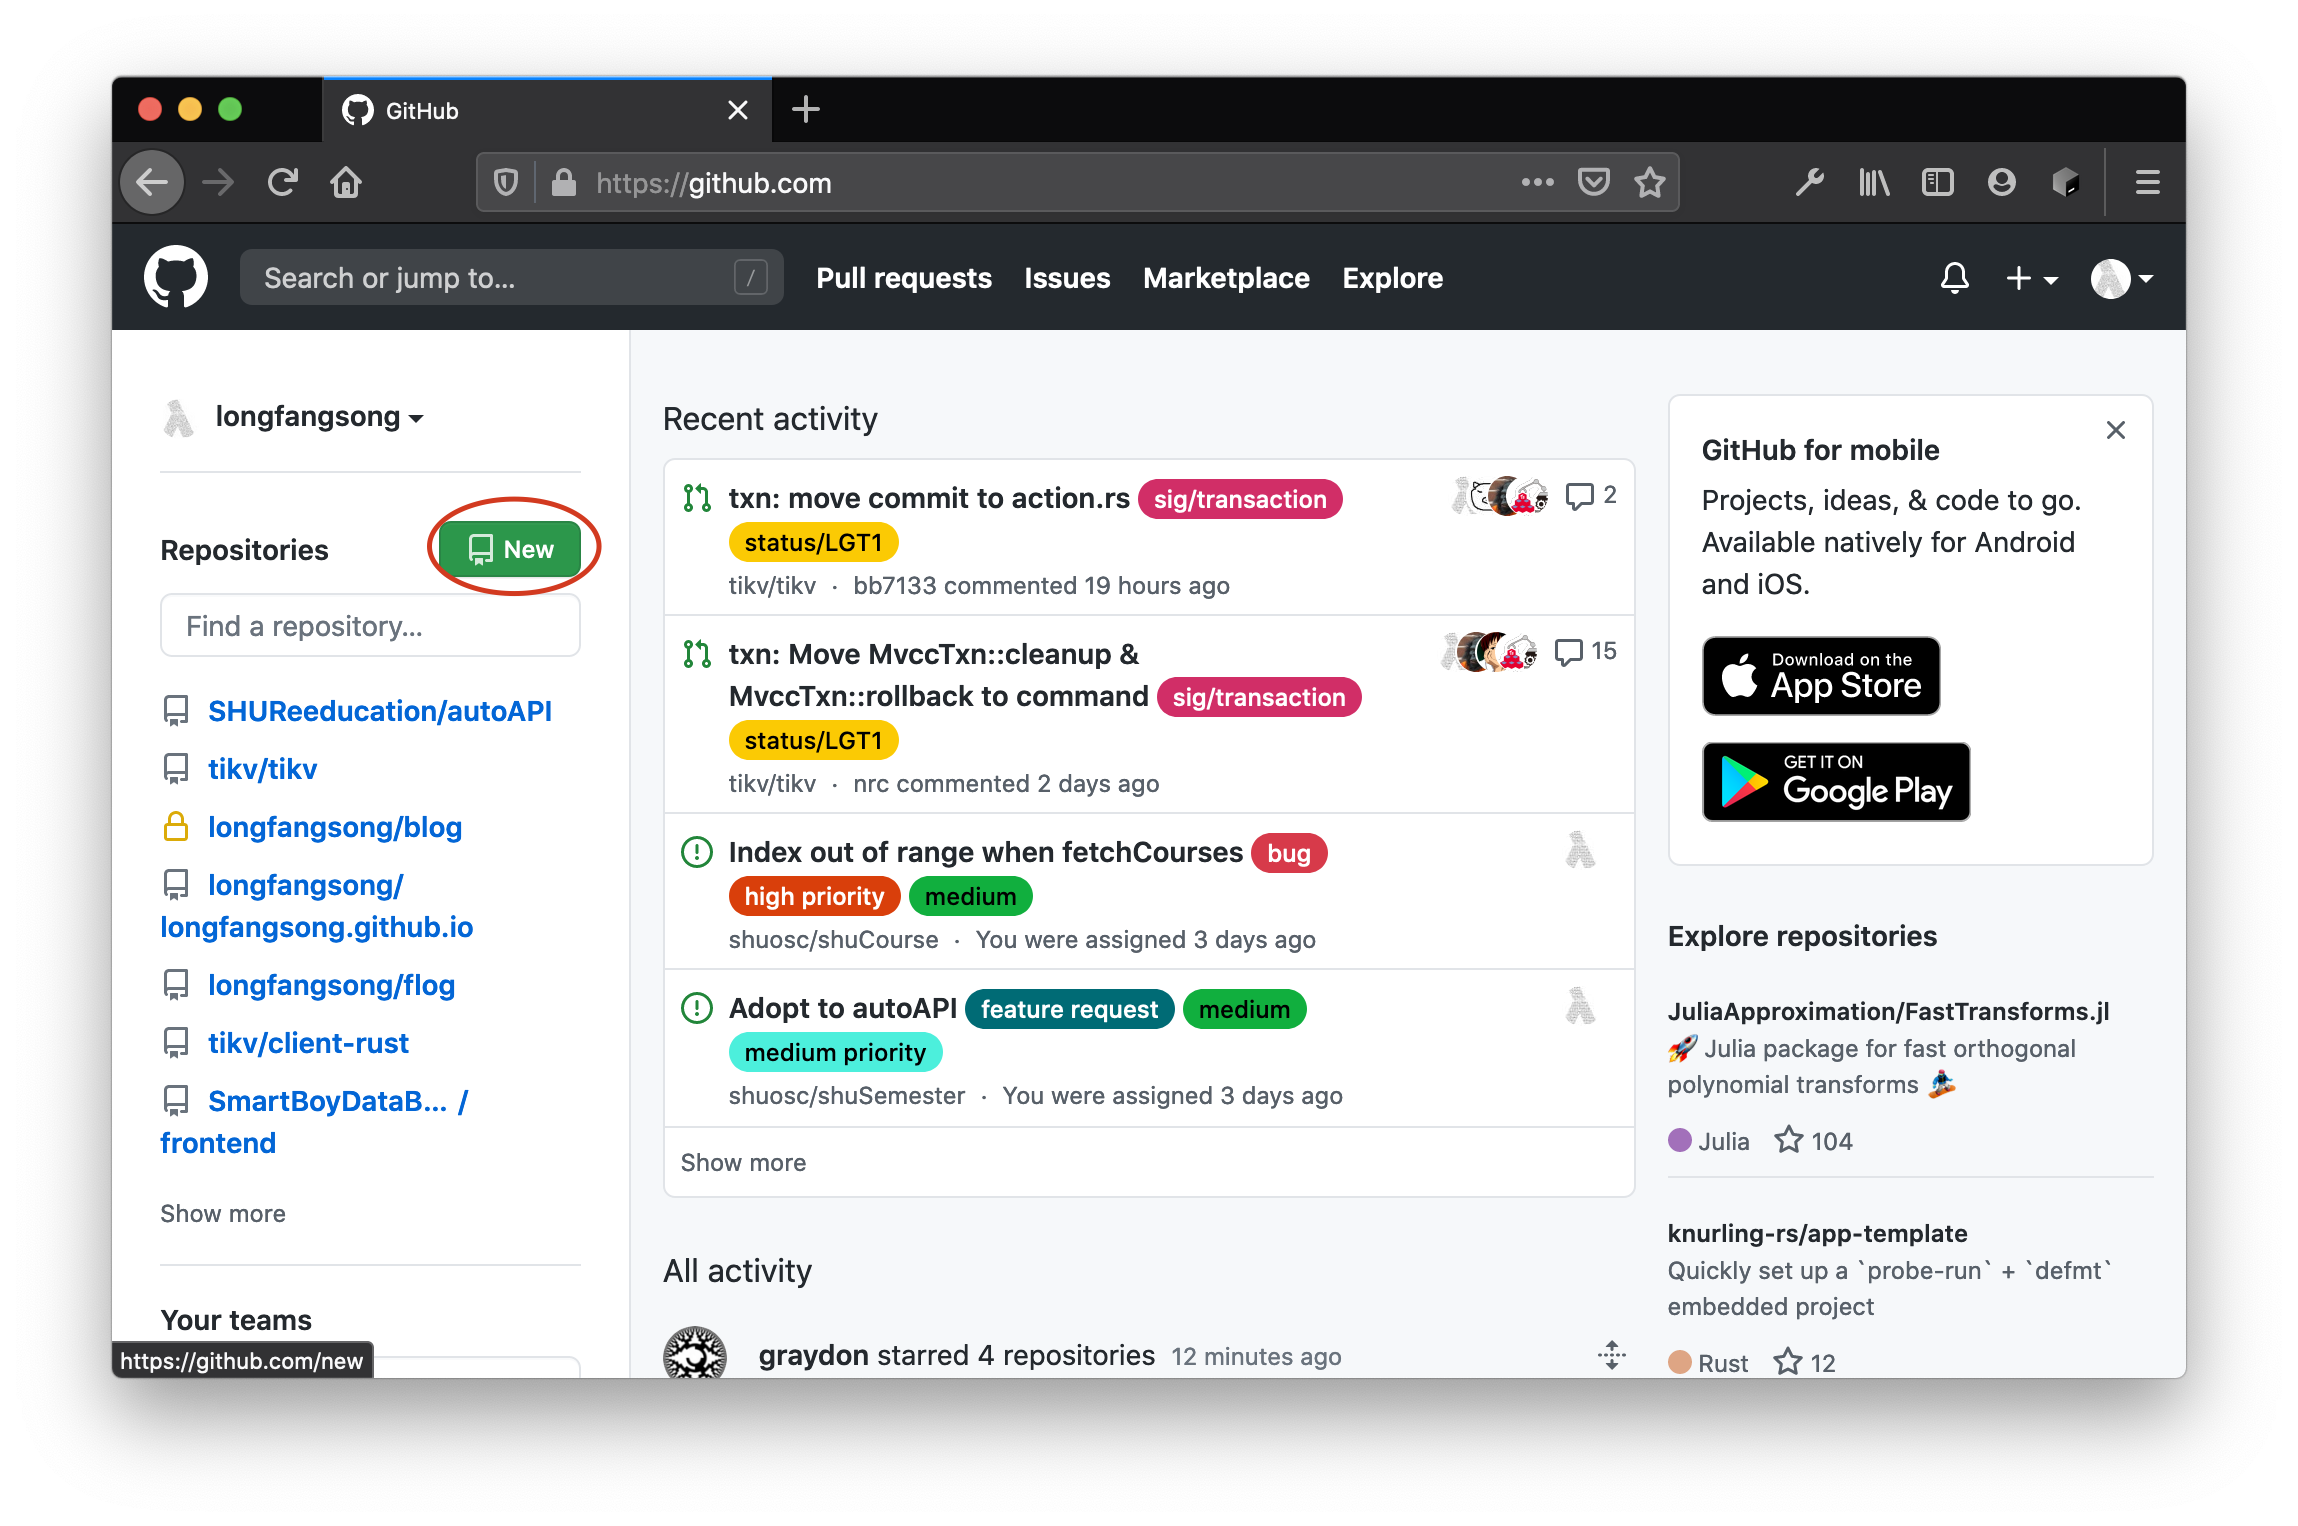 GitHub
https://github.com
Search or jump to...
/
Pull requests
Issues
Marketplace
Explore
longfangsong
Repositories
New
Find a repository...
SHUReeducation/autoAPI
tikv/tikv
longfangsong/blog
longfangsong/
longfangsong.github.io
longfangsong/flog
tikv/client-rust
SmartBoyDataB... /
frontend
Show more
Your teams
https://github.com/new
Recent activity
txn: move commit to action.rs sig/transaction
2
status/LGT1
tikv/tikv · bb7133 commented 19 hours ago
txn: Move MvccTxn::cleanup &
15
MvccTxn::rollback to command sig/transaction
status/LGT1
tikv/tikv · nrc commented 2 days ago
Index out of range when fetchCourses bug
high priority medium
shuosc/shuCourse · You were assigned 3 days ago
Adopt to autoAPI feature request medium
medium priority
shuosc/shuSemester · You were assigned 3 days ago
Show more
All activity
graydon starred 4 repositories 12 minutes ago
GitHub for mobile
Projects, ideas, & code to go.
Available natively for Android
and iOS.
Download on the
App Store
GET IT ON
Google Play
Explore repositories
JuliaApproximation/FastTransforms.jl
🚀 Julia package for fast orthogonal
polynomial transforms 🏄
Julia 104
knurling-rs/app-template
Quickly set up a `probe-run` + `defmt`
embedded project
Rust 12